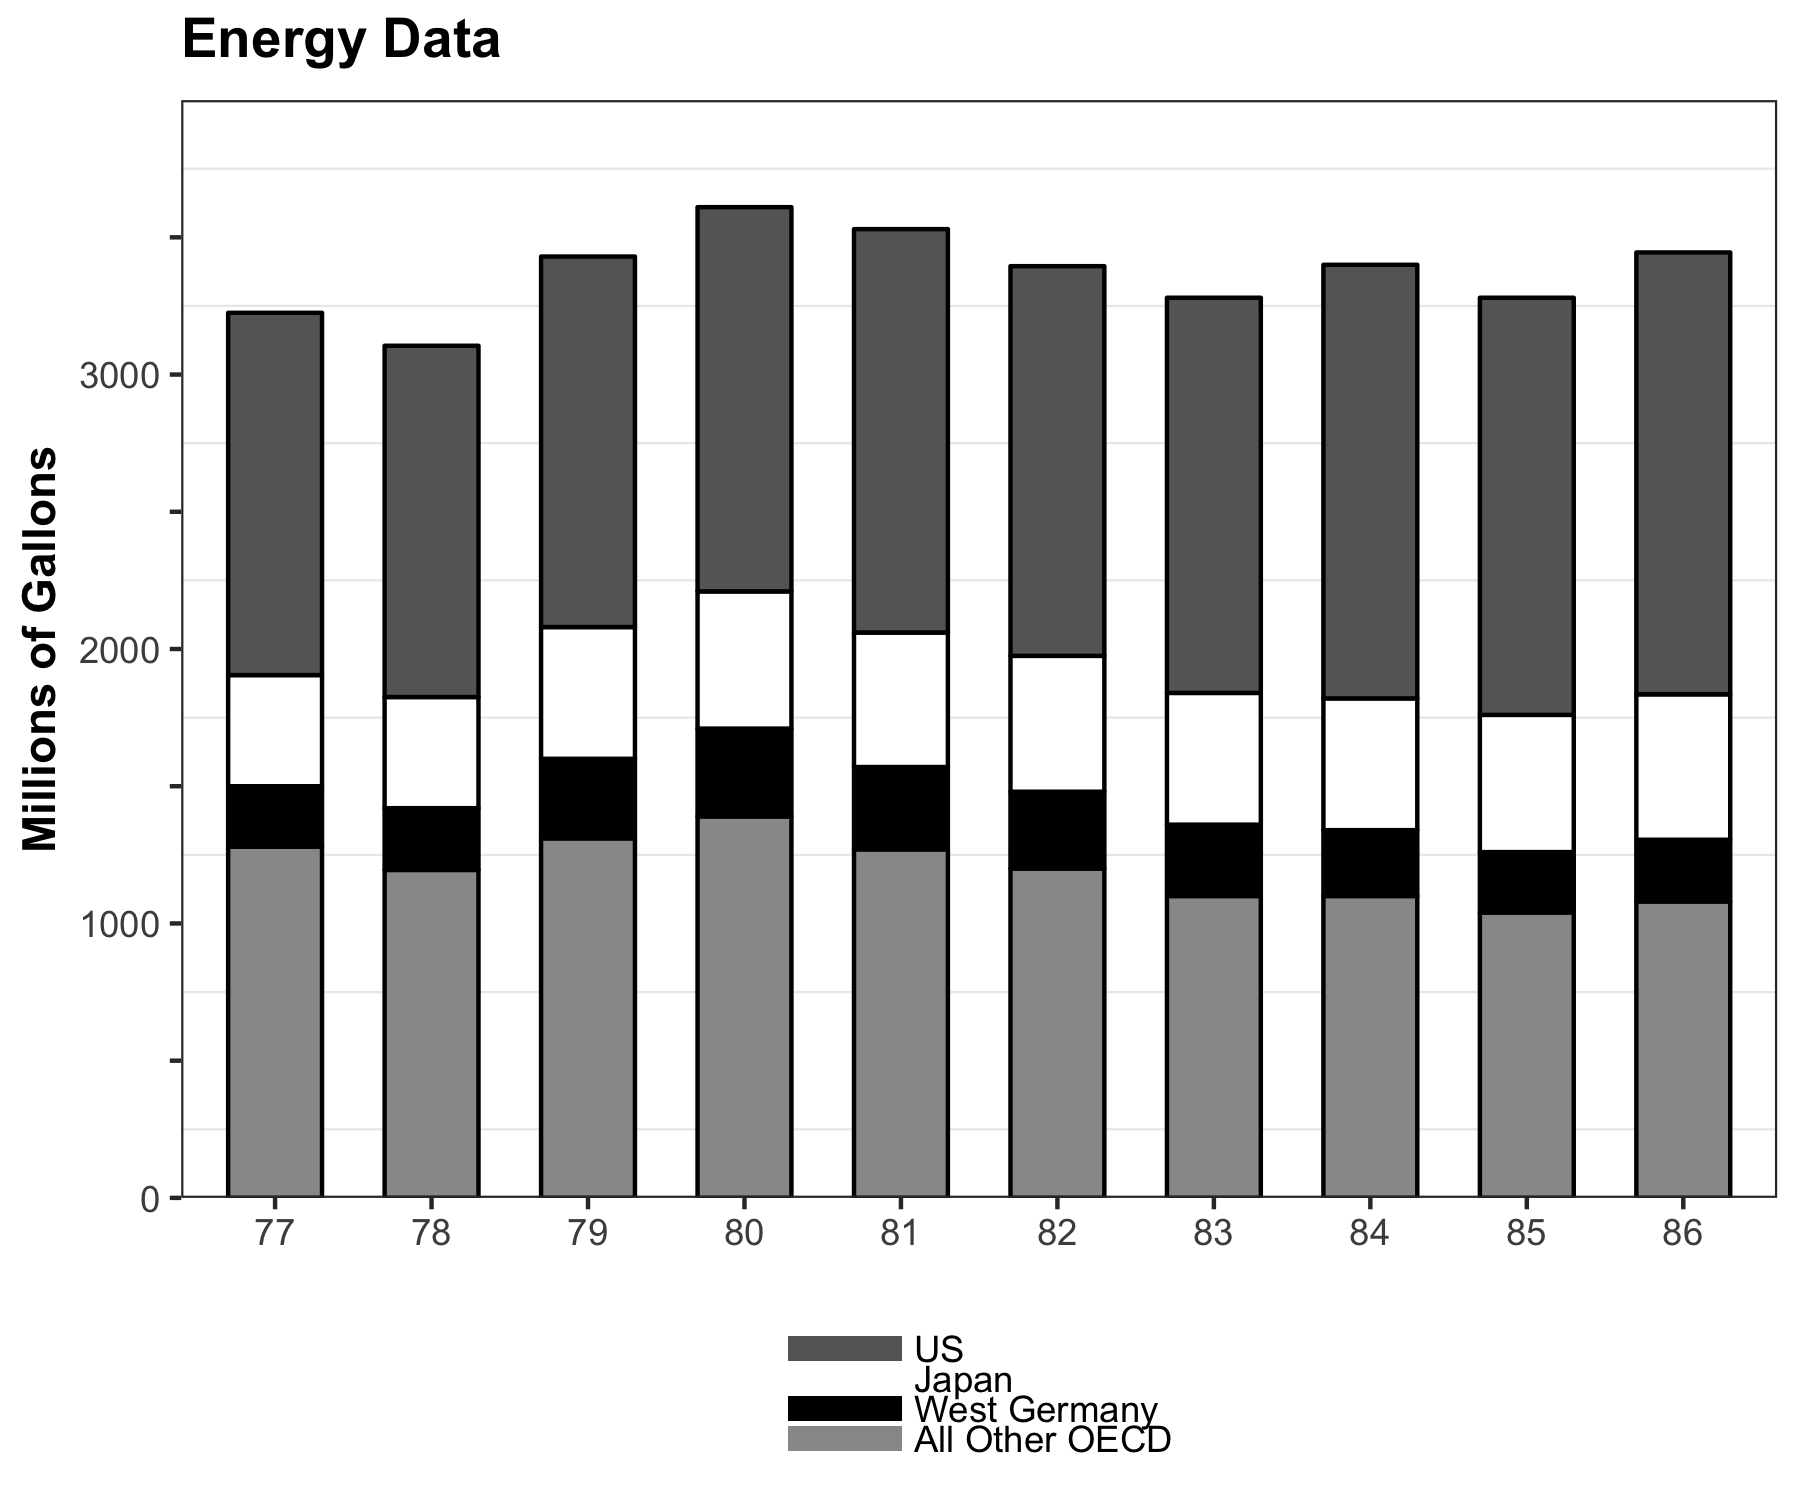 Energy Data
Millions of Gallons
3000
2000
1000
0
77 78 79 80 81 82 83 84 85 86
US
Japan
West Germany
All Other OECD